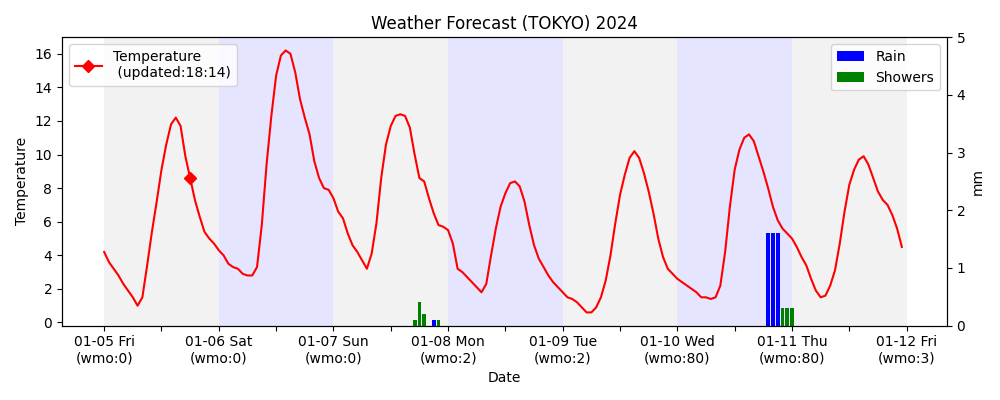 Weather Forecast (TOKYO) 2024
Temperature
(updated:18:14)
Rain
Showers
16
14
12
10
8
6
4
2
0
Temperature
5
4
3
2
1
0
mm
01-05 Fri
(wmo:0)
01-06 Sat
(wmo:0)
01-07 Sun
(wmo:0)
01-08 Mon
(wmo:2)
01-09 Tue
(wmo:2)
01-10 Wed
(wmo:80)
01-11 Thu
(wmo:80)
01-12 Fri
(wmo:3)
Date